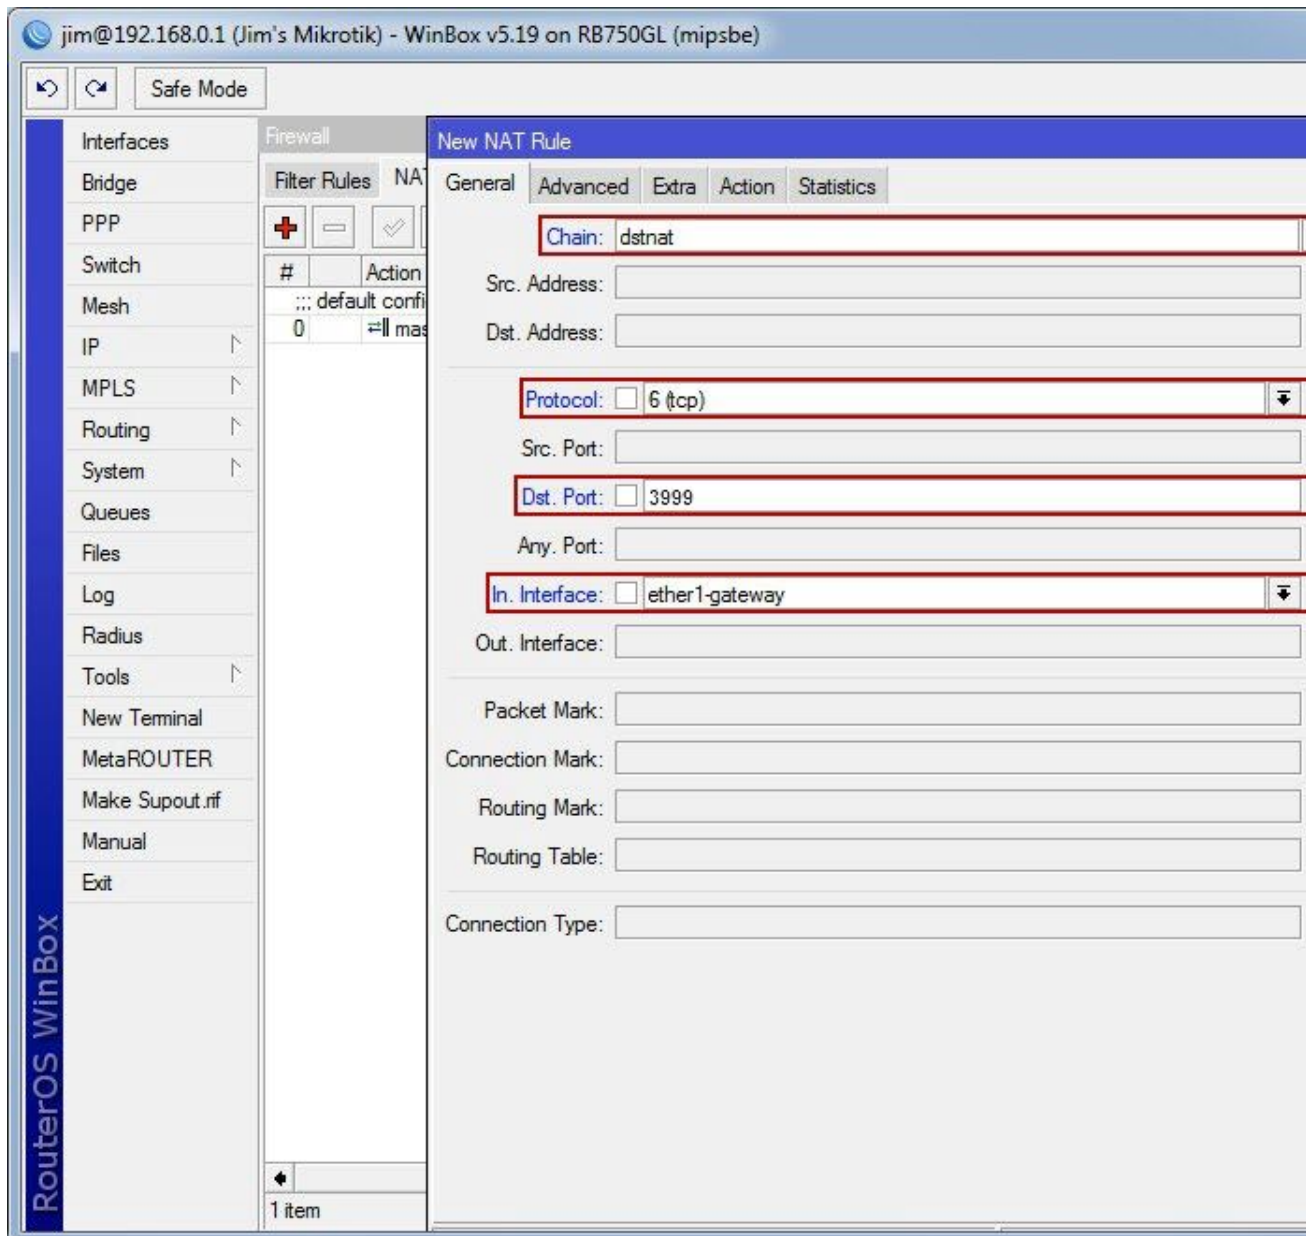 jim@192.168.0.1 (Jim's Mikrotik) - WinBox v5.19 on RB750GL (mipsbe)
Safe Mode
Interfaces
Bridge
PPP
Switch
Mesh
IP
MPLS
Routing
System
Queues
Files
Log
Radius
Tools
New Terminal
MetaROUTER
Make Supout.rif
Manual
Exit
RouterOS WinBox
Firewall
Filter Rules NAT
# Action
;;; default confi
0 mas
1 item
New NAT Rule
General Advanced Extra Action Statistics
Chain: dstnat
Src. Address:
Dst. Address:
Protocol: 6 (tcp)
Src. Port:
Dst. Port: 3999
Any. Port:
In. Interface: ether1-gateway
Out. Interface:
Packet Mark:
Connection Mark:
Routing Mark:
Routing Table:
Connection Type: